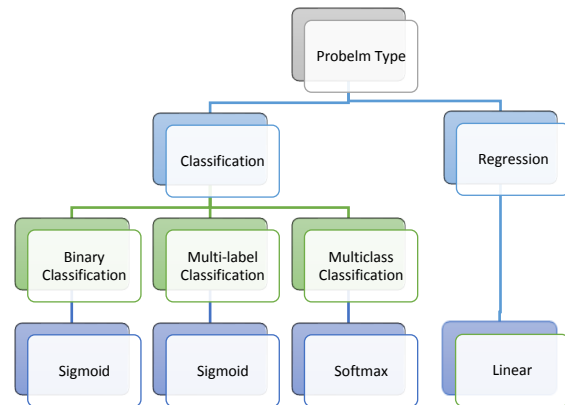 Probelm Type
Classification
Regression
Binary
Classification
Multi-label
Classification
Multiclass
Classification
Sigmoid
Sigmoid
Softmax
Linear